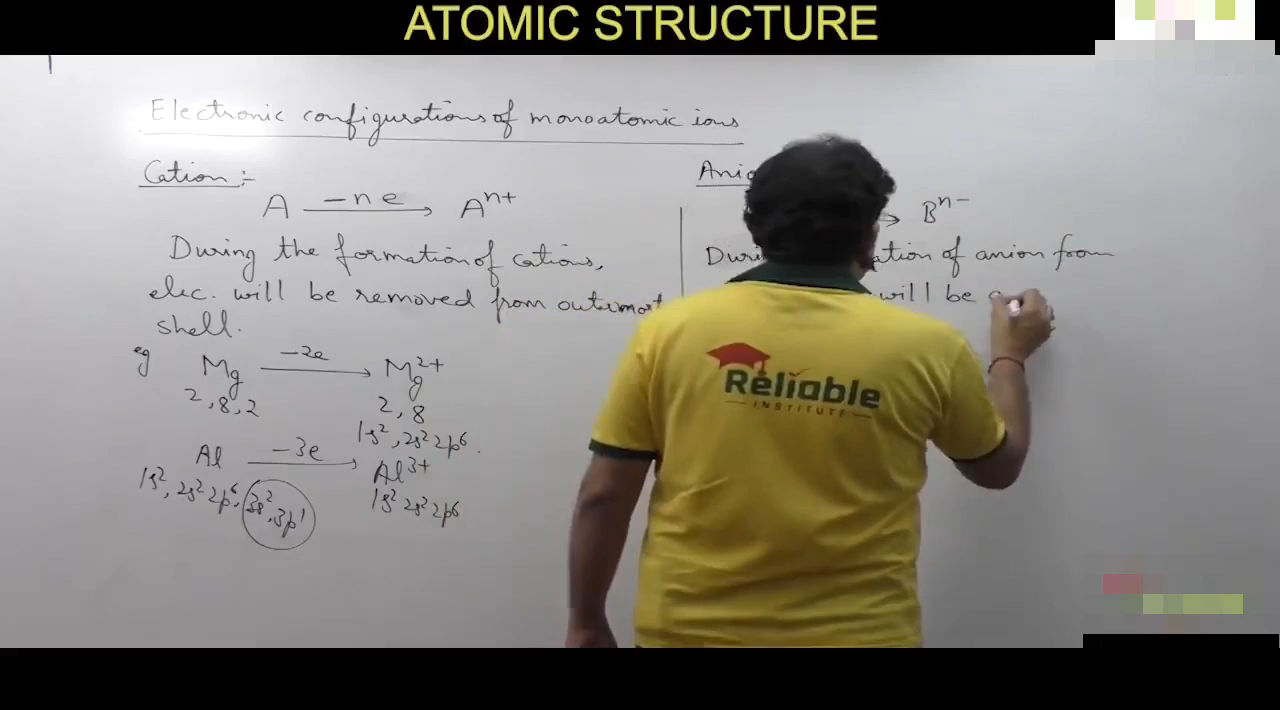 ATOMIC STRUCTURE
Electronic configurations of monoatomic ions
Cation :-
A —ne→ Aⁿ⁺
During the formation of cations,
elec. will be removed from outermost
shell.
eg Mg —2e→ Mg²⁺
2,8,2 2,8
1s², 2s² 2p⁶.
Al —3e→ Al³⁺
1s², 2s² 2p⁶, 3s², 3p¹ 1s² 2s² 2p⁶
→ Bⁿ⁻
of anion from
will be
Reliable
INSTITUTE